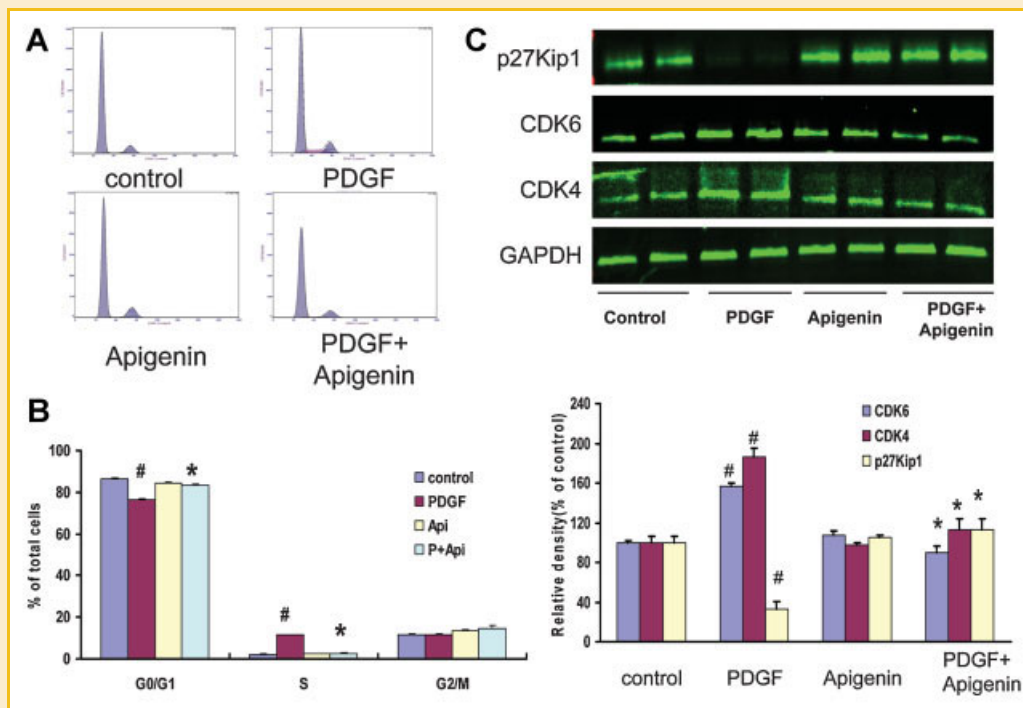 A
control
PDGF
Apigenin
PDGF+
Apigenin
C
p27Kip1
CDK6
CDK4
GAPDH
Control
PDGF
Apigenin
PDGF+
Apigenin
B
% of total cells
100
80
60
40
20
0
#
*
#
*
control
PDGF
Api
P+Api
G0/G1
S
G2/M
Relative density(% of control)
240
200
160
120
80
40
0
CDK6
CDK4
p27Kip1
#
#
#
*
*
*
control
PDGF
Apigenin
PDGF+
Apigenin